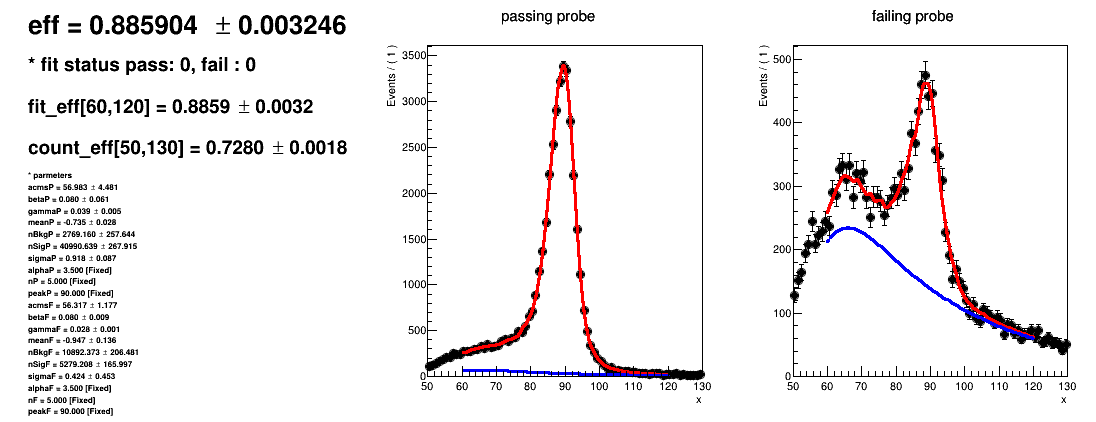 eff = 0.885904 ± 0.003246
* fit status pass: 0, fail : 0
fit_eff[60,120] = 0.8859 ± 0.0032
count_eff[50,130] = 0.7280 ± 0.0018
* parmeters
acmsP = 56.983 ± 4.481
betaP = 0.080 ± 0.061
gammaP = 0.039 ± 0.005
meanP = -0.735 ± 0.028
nBkgP = 2769.160 ± 257.644
nSigP = 40990.639 ± 267.915
sigmaP = 0.918 ± 0.087
alphaP = 3.500 [Fixed]
nP = 5.000 [Fixed]
peakP = 90.000 [Fixed]
acmsF = 56.317 ± 1.177
betaF = 0.080 ± 0.009
gammaF = 0.028 ± 0.001
meanF = -0.947 ± 0.136
nBkgF = 10892.373 ± 206.481
nSigF = 5279.208 ± 165.997
sigmaF = 0.424 ± 0.453
alphaF = 3.500 [Fixed]
nF = 5.000 [Fixed]
peakF = 90.000 [Fixed]
passing probe
Events / ( 1 )
3500
3000
2500
2000
1500
1000
500
0
50 60 70 80 90 100 110 120 130
x
failing probe
Events / ( 1 )
500
400
300
200
100
0
50 60 70 80 90 100 110 120 130
x